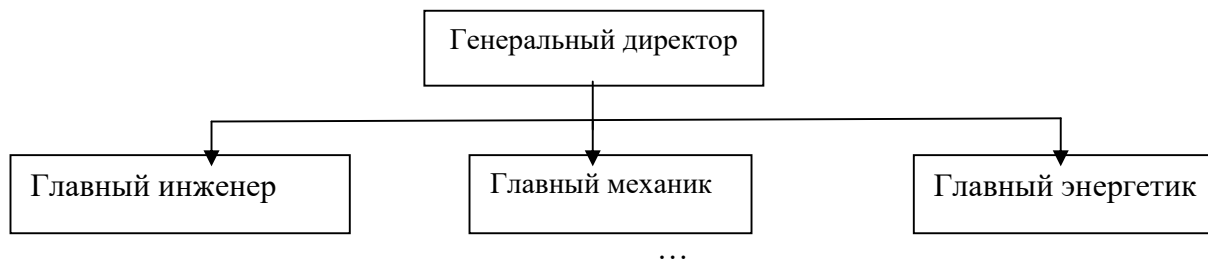 Генеральный директор
Главный инженер
Главный механик
Главный энергетик
…